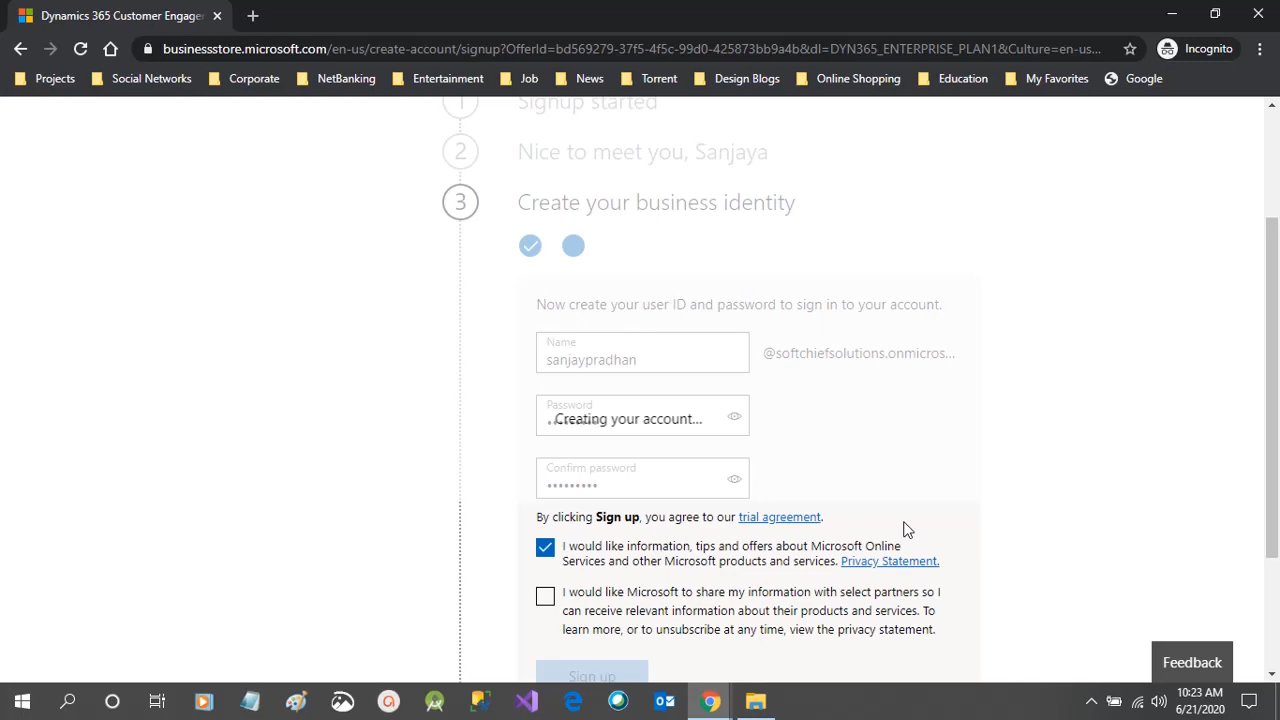 Dynamics 365 Customer Engager
businessstore.microsoft.com/en-us/create-account/signup?OfferId=bd569279-37f5-4f5c-99d0-425873bb9a4b&dl=DYN365_ENTERPRISE_PLAN1&Culture=en-us...
Incognito
Projects Social Networks Corporate NetBanking Entertainment Job News Torrent Design Blogs Online Shopping Education My Favorites Google
1 Signup started
2 Nice to meet you, Sanjaya
3 Create your business identity
Now create your user ID and password to sign in to your account.
Name
sanjaypradhan @softchiefsolutions.onmicros...
Password
Creating your account...
Confirm password
•••••••••
By clicking Sign up, you agree to our trial agreement.
I would like information, tips and offers about Microsoft Online
Services and other Microsoft products and services. Privacy Statement.
I would like Microsoft to share my information with select partners so I
can receive relevant information about their products and services. To
learn more, or to unsubscribe at any time, view the privacy statement.
Sign up
Feedback
10:23 AM
6/21/2020